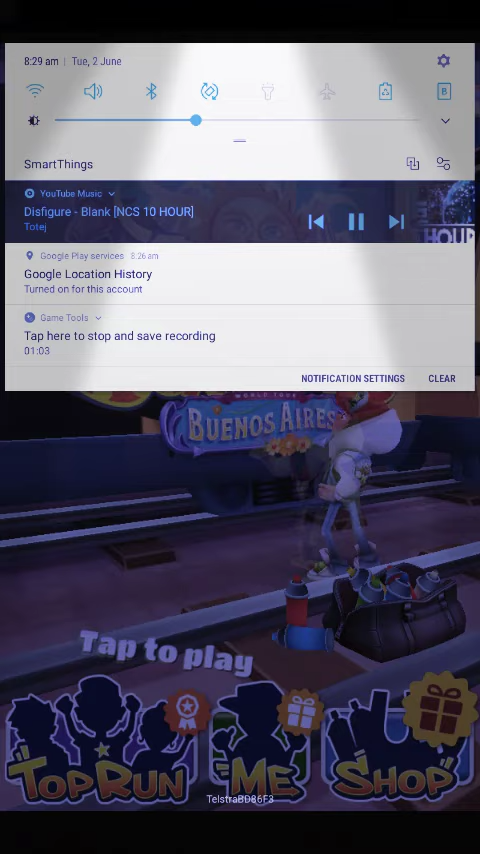 8:29 am | Tue, 2 June
B
SmartThings
YouTube Music
Disfigure - Blank [NCS 10 HOUR]
Totej
HOUR
Google Play services 8:26 am
Google Location History
Turned on for this account
Game Tools
Tap here to stop and save recording
01:03
NOTIFICATION SETTINGS CLEAR
WORLD TOUR
BUENOS AIRES
Tap to play
TOP RUN
ME
SHOP
TelstraBD86F3